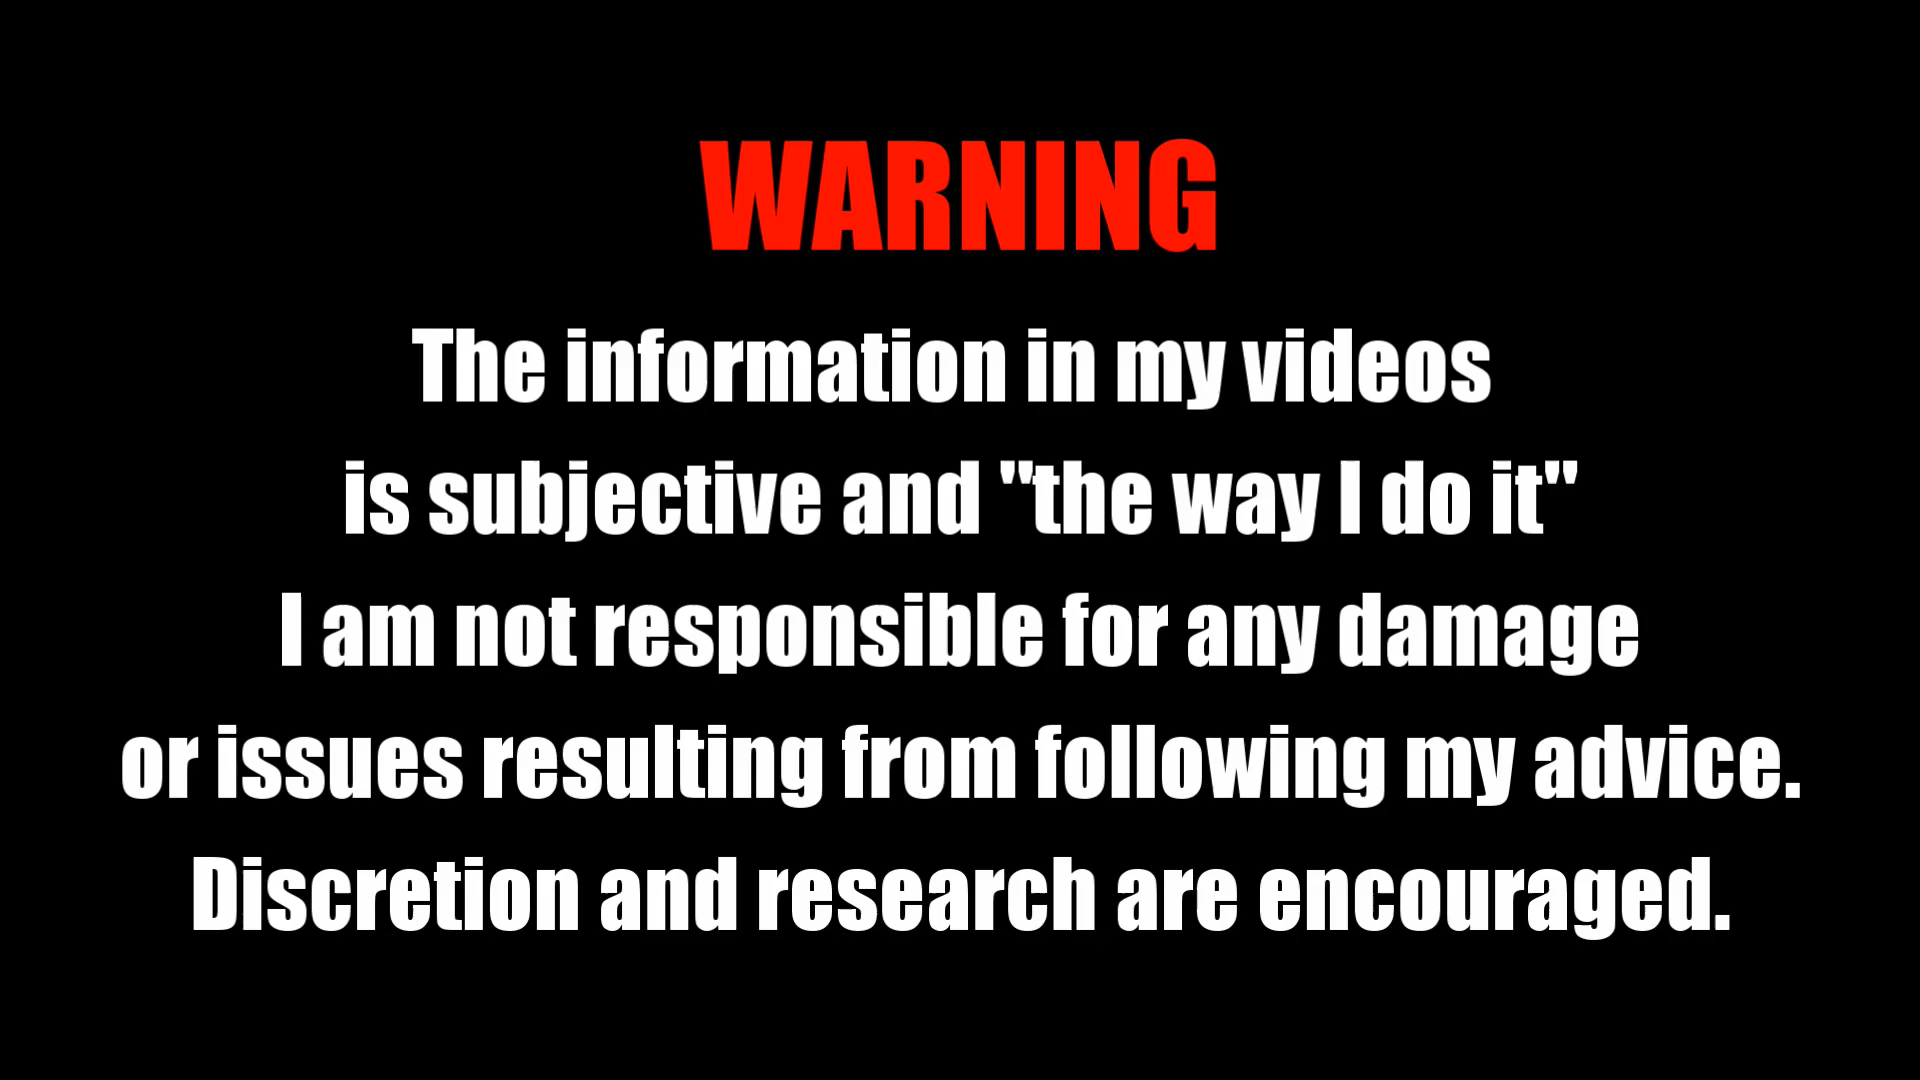 WARNING
The information in my videos
is subjective and "the way I do it"
I am not responsible for any damage
or issues resulting from following my advice.
Discretion and research are encouraged.